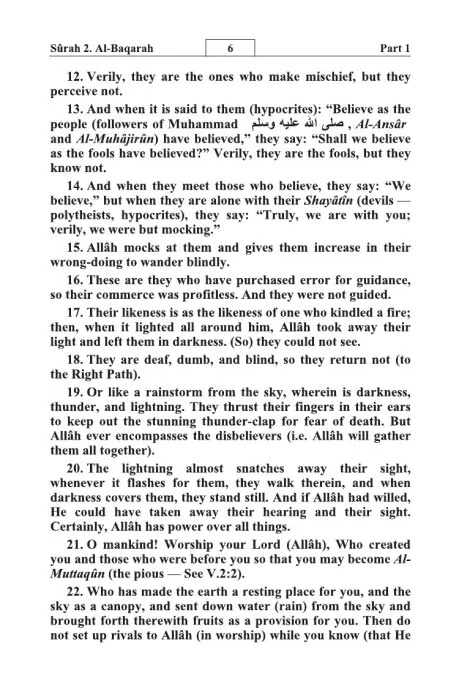 Sûrah 2. Al-Baqarah 6 Part 1
12. Verily, they are the ones who make mischief, but they
perceive not.
13. And when it is said to them (hypocrites): “Believe as the
people (followers of Muhammad صلى الله عليه وسلم , Al-Ansâr
and Al-Muhâjirûn) have believed,” they say: “Shall we believe
as the fools have believed?” Verily, they are the fools, but they
know not.
14. And when they meet those who believe, they say: “We
believe,” but when they are alone with their Shayâtîn (devils —
polytheists, hypocrites), they say: “Truly, we are with you;
verily, we were but mocking.”
15. Allâh mocks at them and gives them increase in their
wrong-doing to wander blindly.
16. These are they who have purchased error for guidance,
so their commerce was profitless. And they were not guided.
17. Their likeness is as the likeness of one who kindled a fire;
then, when it lighted all around him, Allâh took away their
light and left them in darkness. (So) they could not see.
18. They are deaf, dumb, and blind, so they return not (to
the Right Path).
19. Or like a rainstorm from the sky, wherein is darkness,
thunder, and lightning. They thrust their fingers in their ears
to keep out the stunning thunder-clap for fear of death. But
Allâh ever encompasses the disbelievers (i.e. Allâh will gather
them all together).
20. The lightning almost snatches away their sight,
whenever it flashes for them, they walk therein, and when
darkness covers them, they stand still. And if Allâh had willed,
He could have taken away their hearing and their sight.
Certainly, Allâh has power over all things.
21. O mankind! Worship your Lord (Allâh), Who created
you and those who were before you so that you may become Al-
Muttaqûn (the pious — See V.2:2).
22. Who has made the earth a resting place for you, and the
sky as a canopy, and sent down water (rain) from the sky and
brought forth therewith fruits as a provision for you. Then do
not set up rivals to Allâh (in worship) while you know (that He